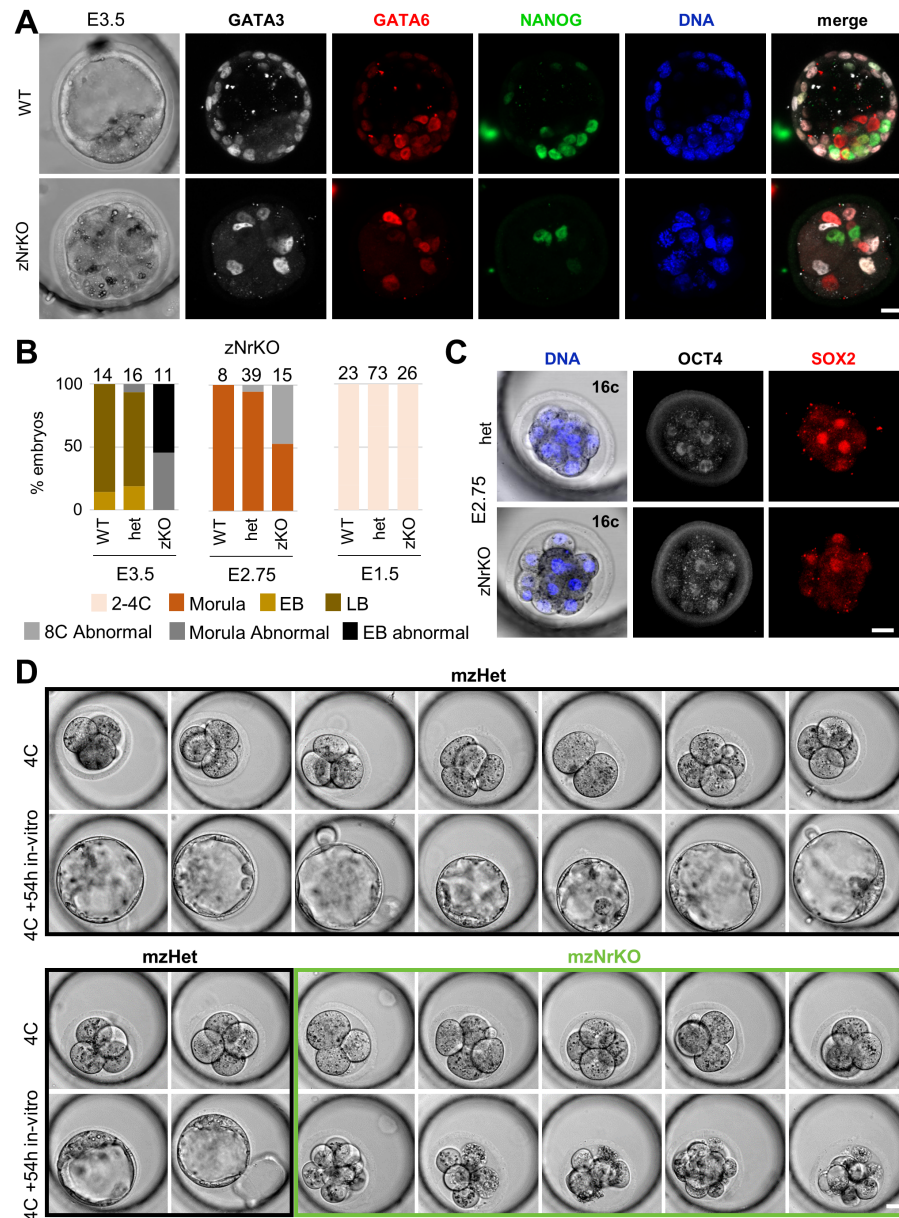 A
E3.5
GATA3
GATA6
NANOG
DNA
merge
WT
zNrKO
B
zNrKO
14 16 11
8 39 15
23 73 26
% embryos
100
50
0
WT het zKO
WT het zKO
WT het zKO
E3.5
E2.75
E1.5
2-4C
Morula
EB
LB
8C Abnormal
Morula Abnormal
EB abnormal
C
DNA
OCT4
SOX2
E2.75
het
16c
zNrKO
16c
D
mzHet
4C
4C +54h in-vitro
mzHet
mzNrKO
4C
4C +54h in-vitro